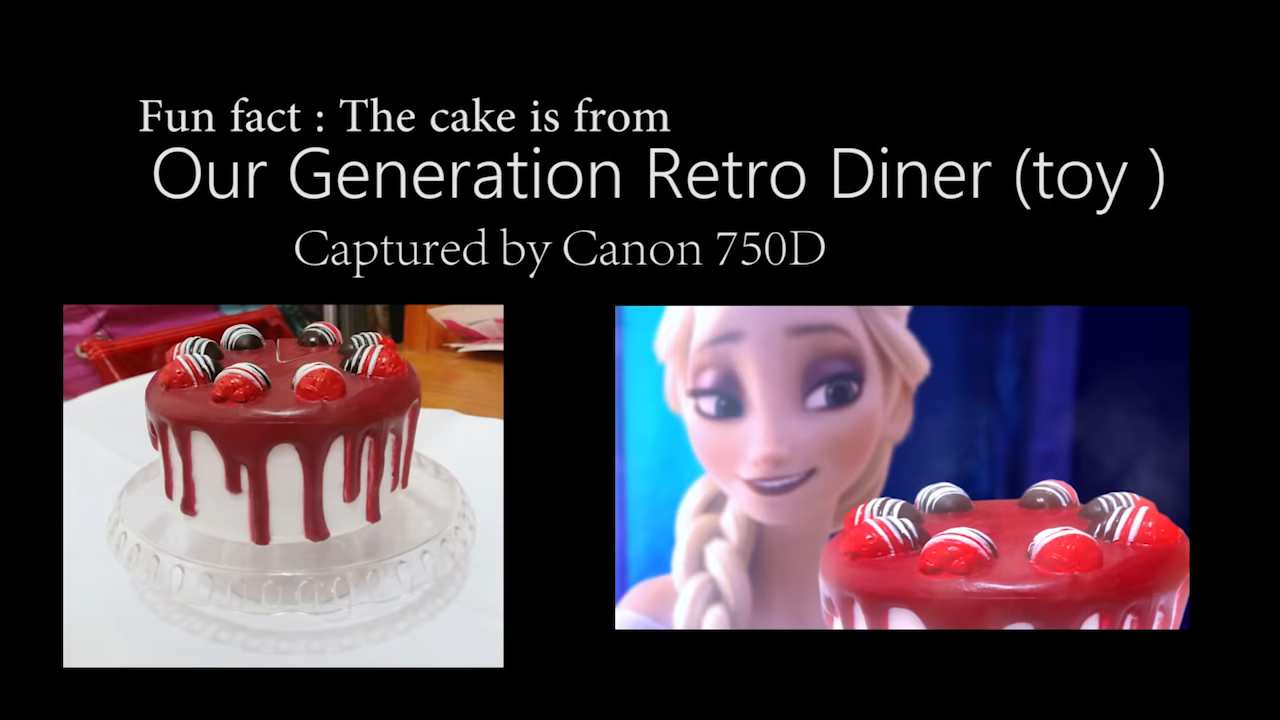 Fun fact : The cake is from
Our Generation Retro Diner (toy )
Captured by Canon 750D